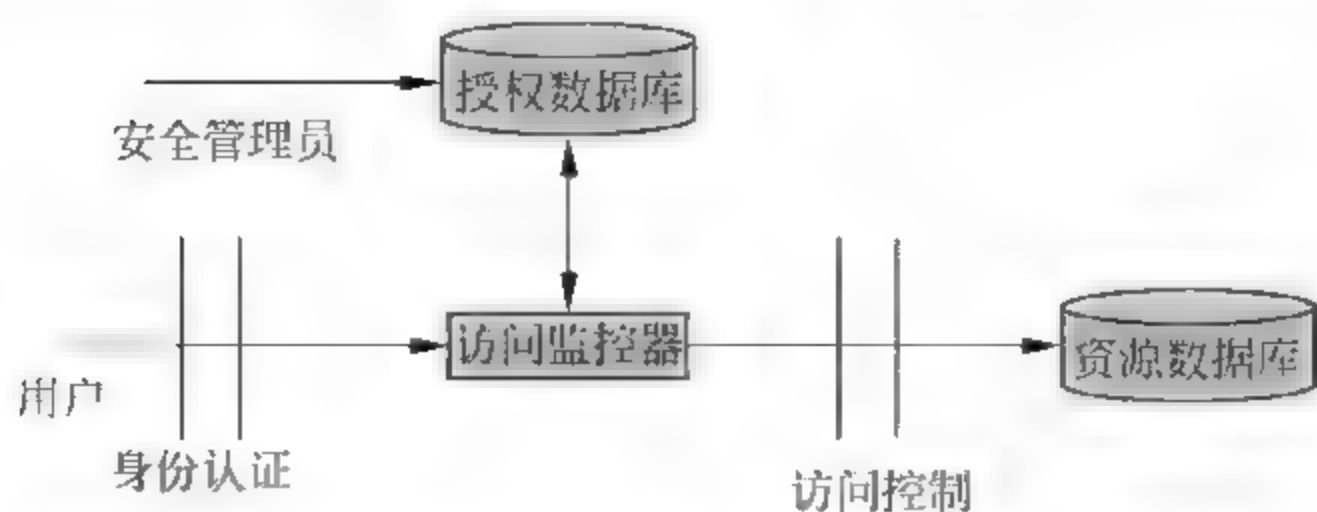 授权数据库
安全管理员
访问监控器
资源数据库
用户
身份认证
访问控制